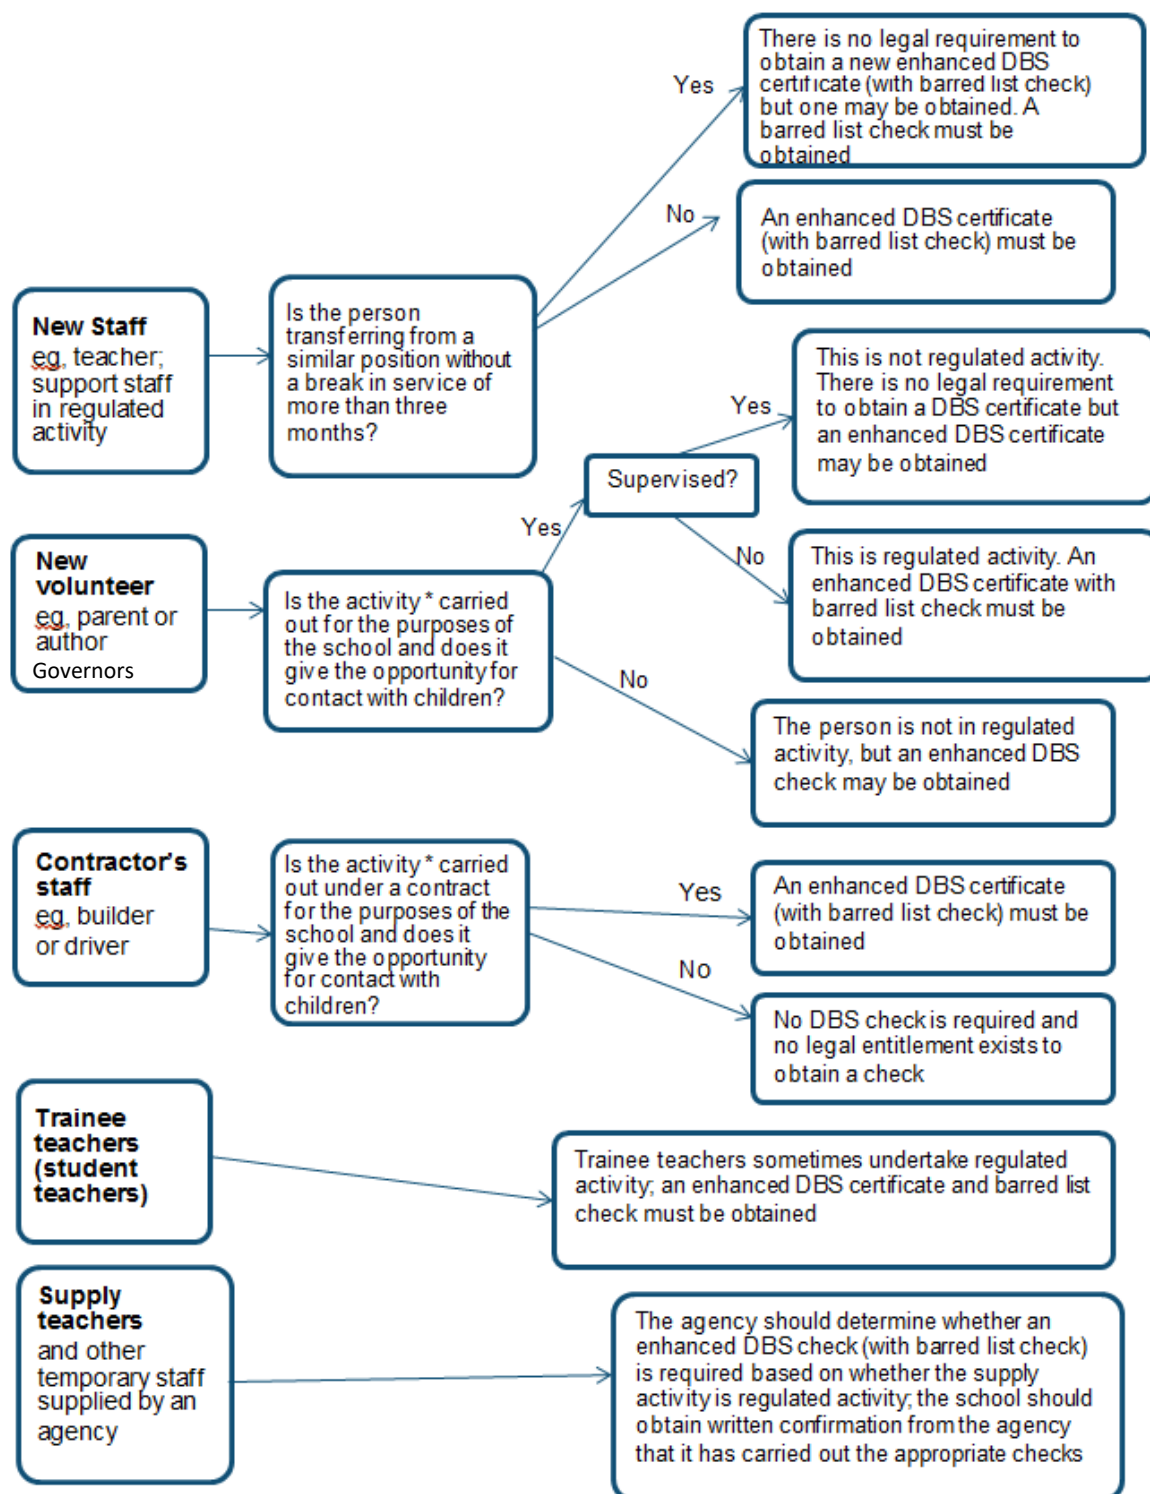 There is no legal requirement to
obtain a new enhanced DBS
certificate (with barred list check)
but one may be obtained. A
barred list check must be
obtained
Yes
No
An enhanced DBS certificate
(with barred list check) must be
obtained
New Staff
eg, teacher;
support staff
in regulated
activity
Is the person
transferring from a
similar position without
a break in service of
more than three
months?
This is not regulated activity.
There is no legal requirement
to obtain a DBS certificate but
an enhanced DBS certificate
may be obtained
Yes
Supervised?
Yes
No
This is regulated activity. An
enhanced DBS certificate with
barred list check must be
obtained
New
volunteer
eg, parent or
author
Governors
Is the activity * carried
out for the purposes of
the school and does it
give the opportunity for
contact with children?
No
The person is not in regulated
activity, but an enhanced DBS
check may be obtained
Contractor's
staff
eg, builder
or driver
Is the activity * carried
out under a contract
for the purposes of the
school and does it
give the opportunity
for contact with
children?
Yes
An enhanced DBS certificate
(with barred list check) must be
obtained
No
No DBS check is required and
no legal entitlement exists to
obtain a check
Trainee
teachers
(student
teachers)
Trainee teachers sometimes undertake regulated
activity; an enhanced DBS certificate and barred list
check must be obtained
Supply
teachers
and other
temporary staff
supplied by an
agency
The agency should determine whether an
enhanced DBS check (with barred list check)
is required based on whether the supply
activity is regulated activity; the school should
obtain written confirmation from the agency
that it has carried out the appropriate checks